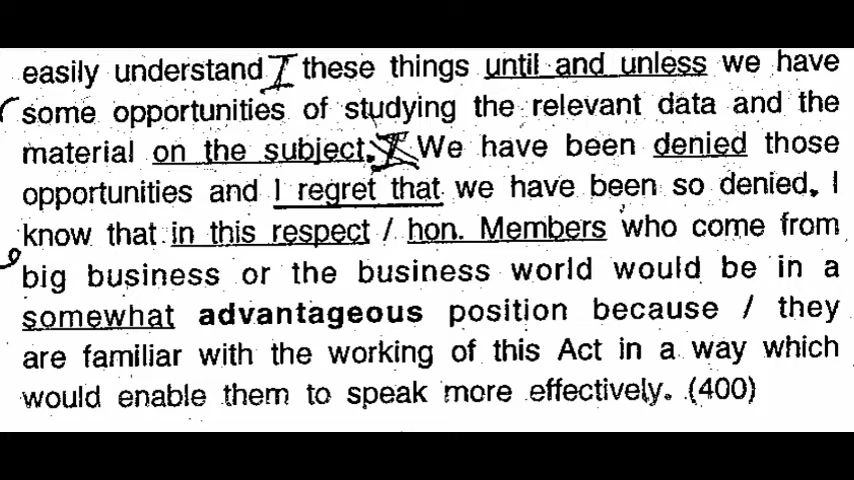 easily understand / these things until and unless we have
some opportunities of studying the relevant data and the
material on the subject. We have been denied those
opportunities and I regret that we have been so denied. I
know that in this respect / hon. Members who come from
big business or the business world would be in a
somewhat advantageous position because / they
are familiar with the working of this Act in a way which
would enable them to speak more effectively. (400)